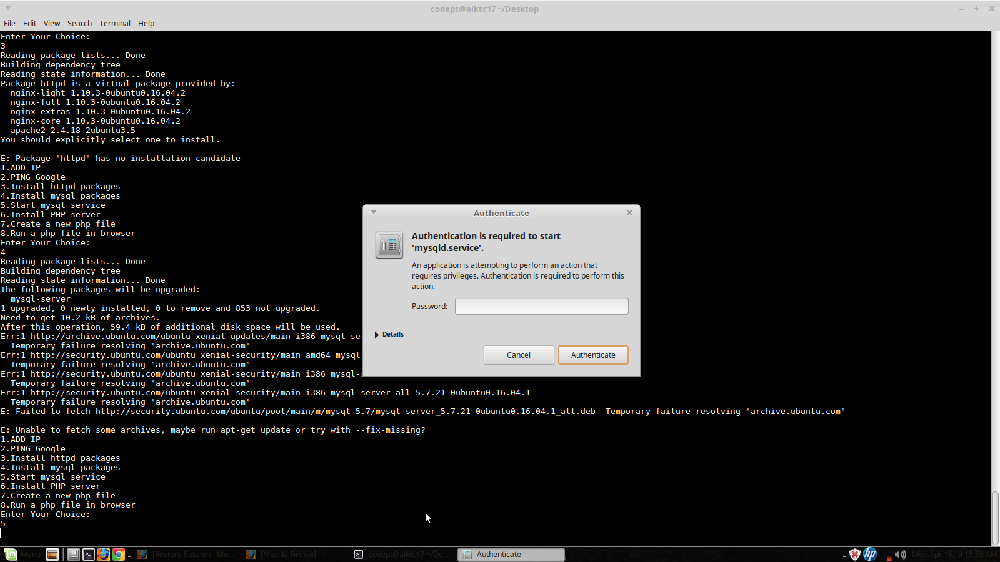 codept@aiktc17 ~/Desktop
File Edit View Search Terminal Help
Enter Your Choice:
3
Reading package lists... Done
Building dependency tree
Reading state information... Done
Package httpd is a virtual package provided by:
  nginx-light 1.10.3-0ubuntu0.16.04.2
  nginx-full 1.10.3-0ubuntu0.16.04.2
  nginx-extras 1.10.3-0ubuntu0.16.04.2
  nginx-core 1.10.3-0ubuntu0.16.04.2
  apache2 2.4.18-2ubuntu3.5
You should explicitly select one to install.
E: Package 'httpd' has no installation candidate
1.ADD IP
2.PING Google
3.Install httpd packages
4.Install mysql packages
5.Start mysql service
6.Install PHP server
7.Create a new php file
8.Run a php file in browser
Enter Your Choice:
4
Reading package lists... Done
Building dependency tree
Reading state information... Done
The following packages will be upgraded:
  mysql-server
1 upgraded, 0 newly installed, 0 to remove and 853 not upgraded.
Need to get 10.2 kB of archives.
After this operation, 59.4 kB of additional disk space will be used.
Err:1 http://archive.ubuntu.com/ubuntu xenial-updates/main i386 mysql-se
  Temporary failure resolving 'archive.ubuntu.com'
Err:1 http://security.ubuntu.com/ubuntu xenial-security/main amd64 mysql-
  Temporary failure resolving 'archive.ubuntu.com'
Err:1 http://security.ubuntu.com/ubuntu xenial-security/main i386 mysql-s
  Temporary failure resolving 'archive.ubuntu.com'
Err:1 http://security.ubuntu.com/ubuntu xenial-security/main i386 mysql-server all 5.7.21-0ubuntu0.16.04.1
  Temporary failure resolving 'archive.ubuntu.com'
E: Failed to fetch http://security.ubuntu.com/ubuntu/pool/main/m/mysql-5.7/mysql-server_5.7.21-0ubuntu0.16.04.1_all.deb  Temporary failure resolving 'archive.ubuntu.com'
E: Unable to fetch some archives, maybe run apt-get update or try with --fix-missing?
1.ADD IP
2.PING Google
3.Install httpd packages
4.Install mysql packages
5.Start mysql service
6.Install PHP server
7.Create a new php file
8.Run a php file in browser
Enter Your Choice:
5
Authenticate
Authentication is required to start
'mysqld.service'.
An application is attempting to perform an action that
requires privileges. Authentication is required to perform this
action.
Password:
Details
Cancel Authenticate
Menu [Restore Session - Mo... [Mozilla Firefox] codept@aiktc17 ~/De... Authenticate hp Mon Apr 16, 9:15:55 AM